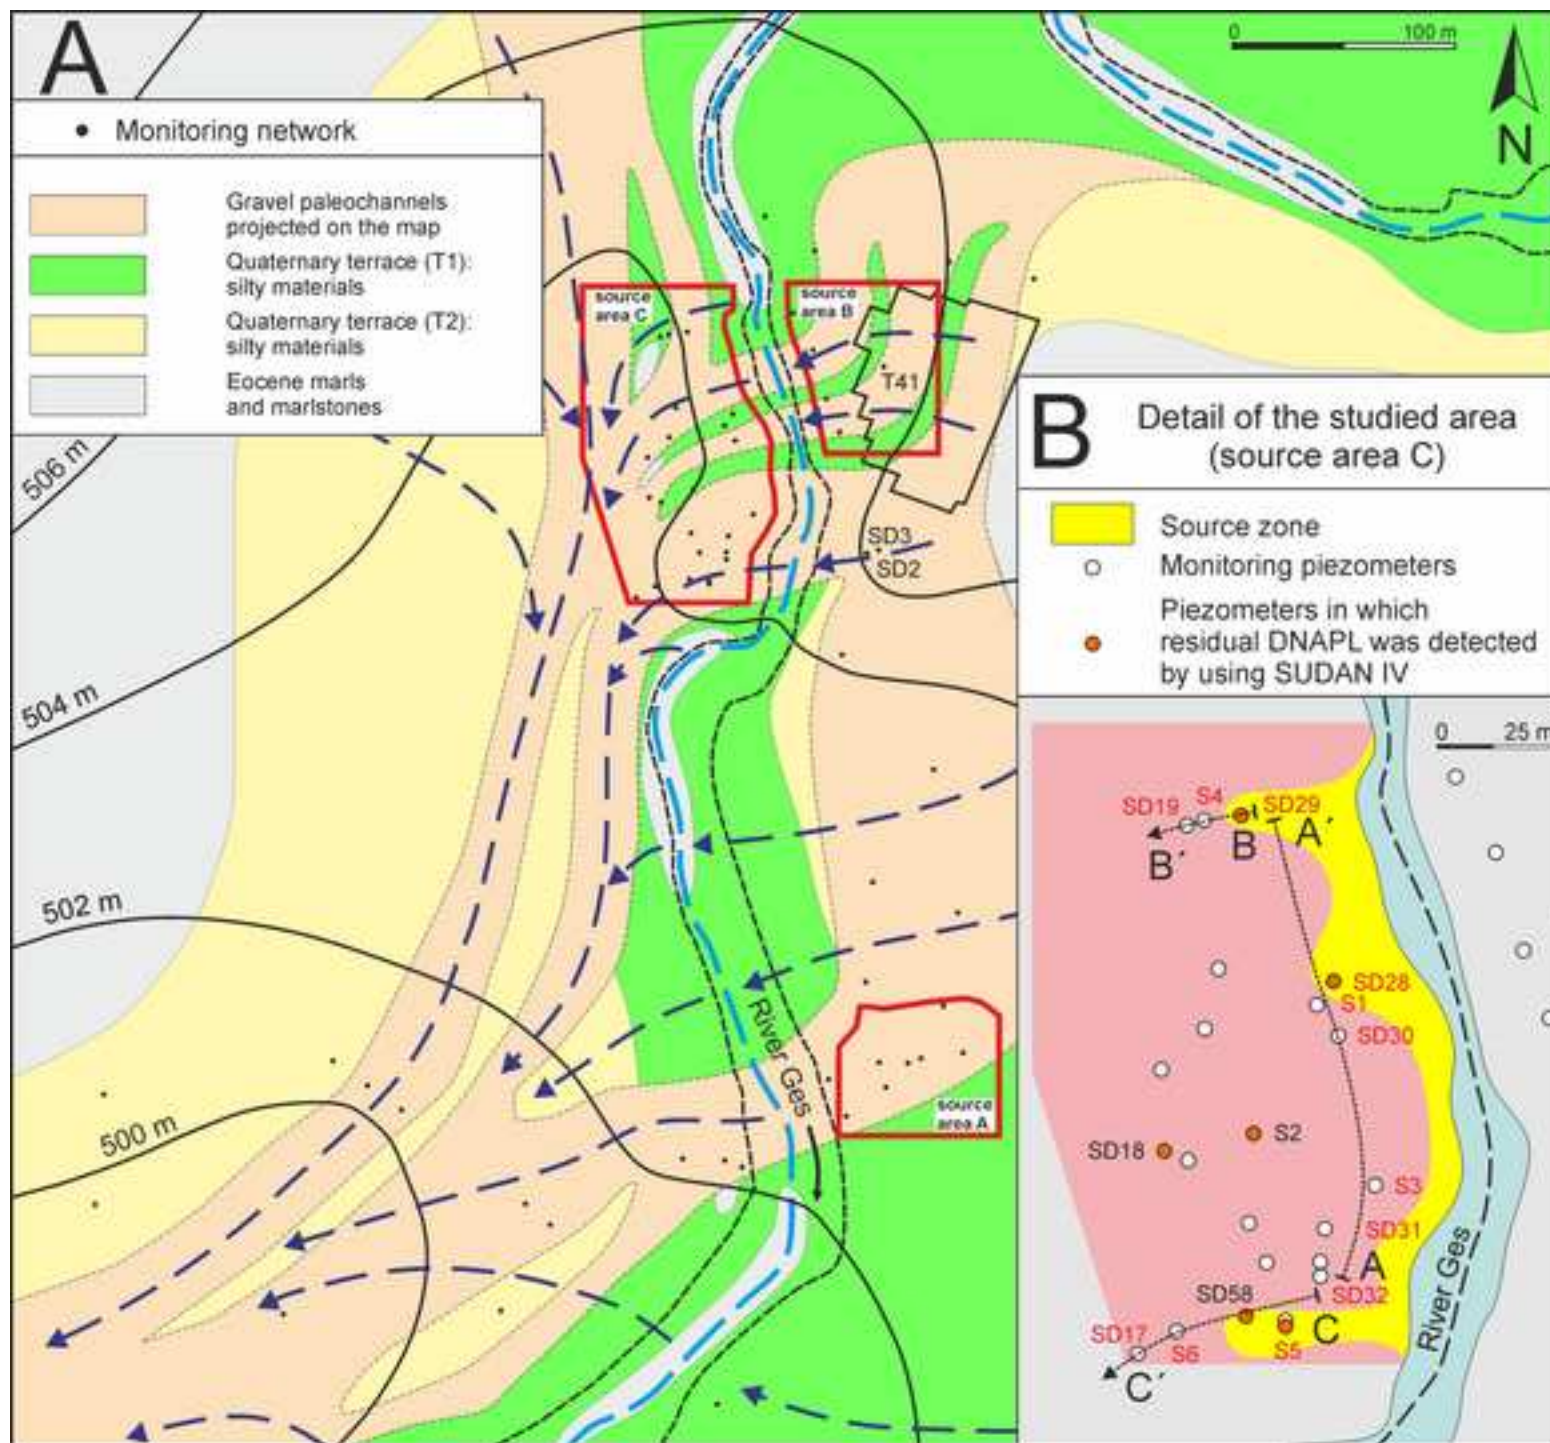 A
0 100 m
N
Monitoring network
Gravel paleochannels
projected on the map
Quaternary terrace (T1):
silty materials
Quaternary terrace (T2):
silty materials
Eocene marls
and marlstones
source
area C
source
area B
T41
SD3
SD2
506 m
504 m
502 m
500 m
River Ges
source
area A
B
Detail of the studied area
(source area C)
Source zone
Monitoring piezometers
Piezometers in which
residual DNAPL was detected
by using SUDAN IV
0 25 m
SD19 S4 SD29
B´ B A´
SD28
S1
SD30
SD18 S2
S3
SD31
A
SD58 SD32
SD17 S6 S5 C
C´
River Ges